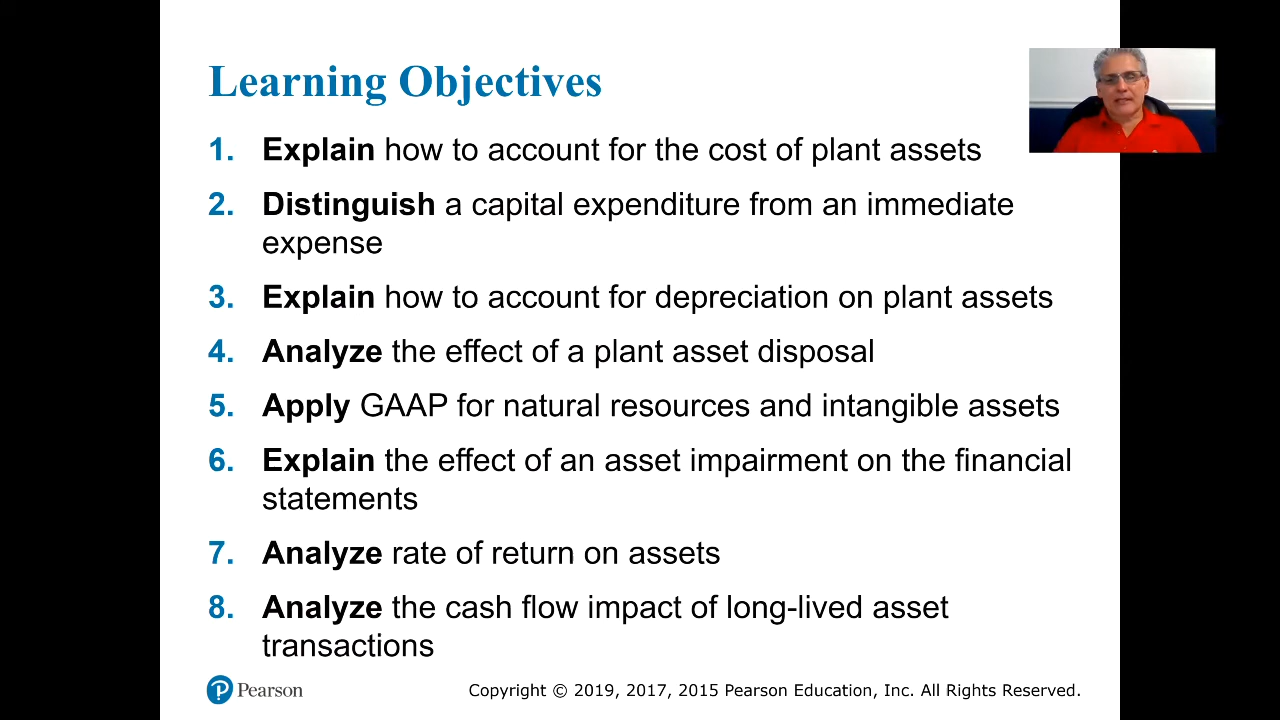 Learning Objectives
1. Explain how to account for the cost of plant assets
2. Distinguish a capital expenditure from an immediate
expense
3. Explain how to account for depreciation on plant assets
4. Analyze the effect of a plant asset disposal
5. Apply GAAP for natural resources and intangible assets
6. Explain the effect of an asset impairment on the financial
statements
7. Analyze rate of return on assets
8. Analyze the cash flow impact of long-lived asset
transactions
P Pearson
Copyright © 2019, 2017, 2015 Pearson Education, Inc. All Rights Reserved.